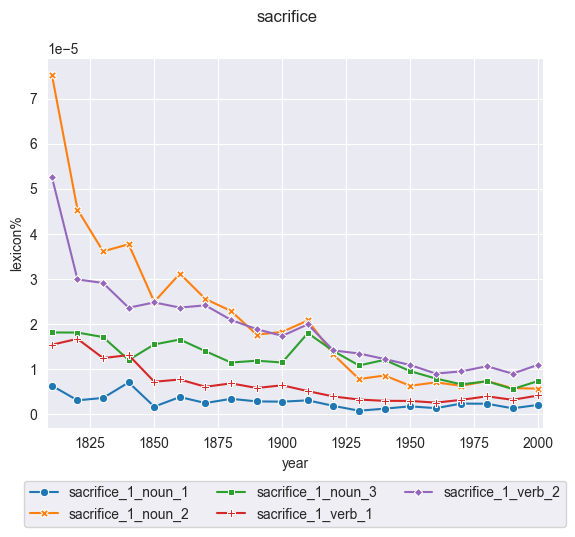 sacrifice
1e−5
7
6
5
4
3
2
1
0
lexicon%
1825 1850 1875 1900 1925 1950 1975 2000
year
sacrifice_1_noun_1 sacrifice_1_noun_3 sacrifice_1_verb_2
sacrifice_1_noun_2 sacrifice_1_verb_1